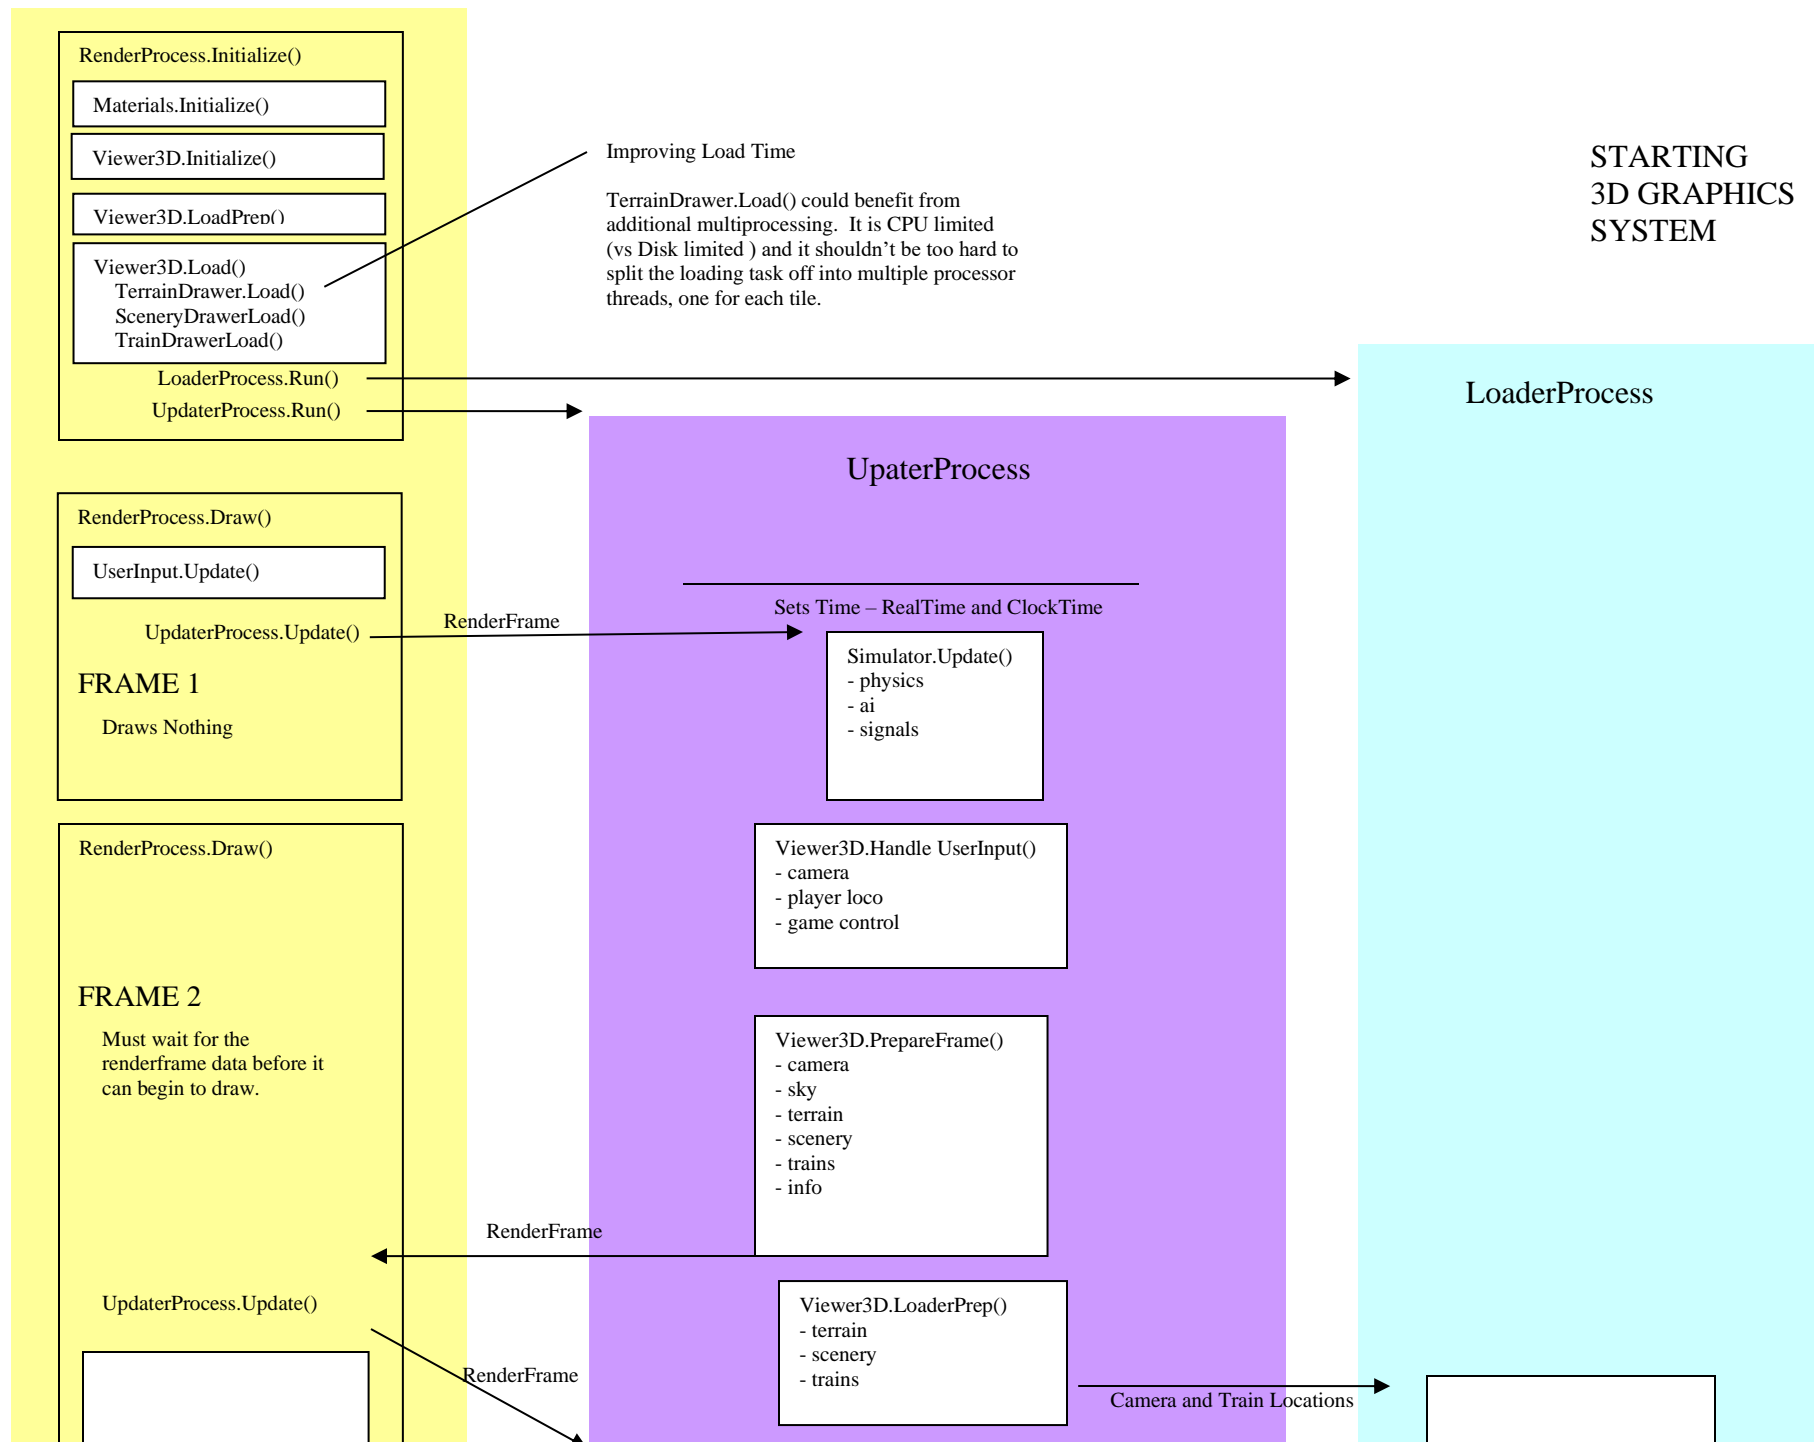 RenderProcess.Initialize()
Materials.Initialize()
Viewer3D.Initialize()
Viewer3D.LoadPrep()
Viewer3D.Load()
TerrainDrawer.Load()
SceneryDrawerLoad()
TrainDrawerLoad()
LoaderProcess.Run()
UpdaterProcess.Run()
Improving Load Time
TerrainDrawer.Load() could benefit from
additional multiprocessing.  It is CPU limited
(vs Disk limited ) and it shouldn’t be too hard to
split the loading task off into multiple processor
threads, one for each tile.
STARTING
3D GRAPHICS
SYSTEM
LoaderProcess
UpaterProcess
RenderProcess.Draw()
UserInput.Update()
UpdaterProcess.Update()
FRAME 1
Draws Nothing
RenderFrame
Sets Time – RealTime and ClockTime
Simulator.Update()
- physics
- ai
- signals
RenderProcess.Draw()
FRAME 2
Must wait for the
renderframe data before it
can begin to draw.
Viewer3D.Handle UserInput()
- camera
- player loco
- game control
Viewer3D.PrepareFrame()
- camera
- sky
- terrain
- scenery
- trains
- info
RenderFrame
UpdaterProcess.Update()
RenderFrame
Viewer3D.LoaderPrep()
- terrain
- scenery
- trains
Camera and Train Locations